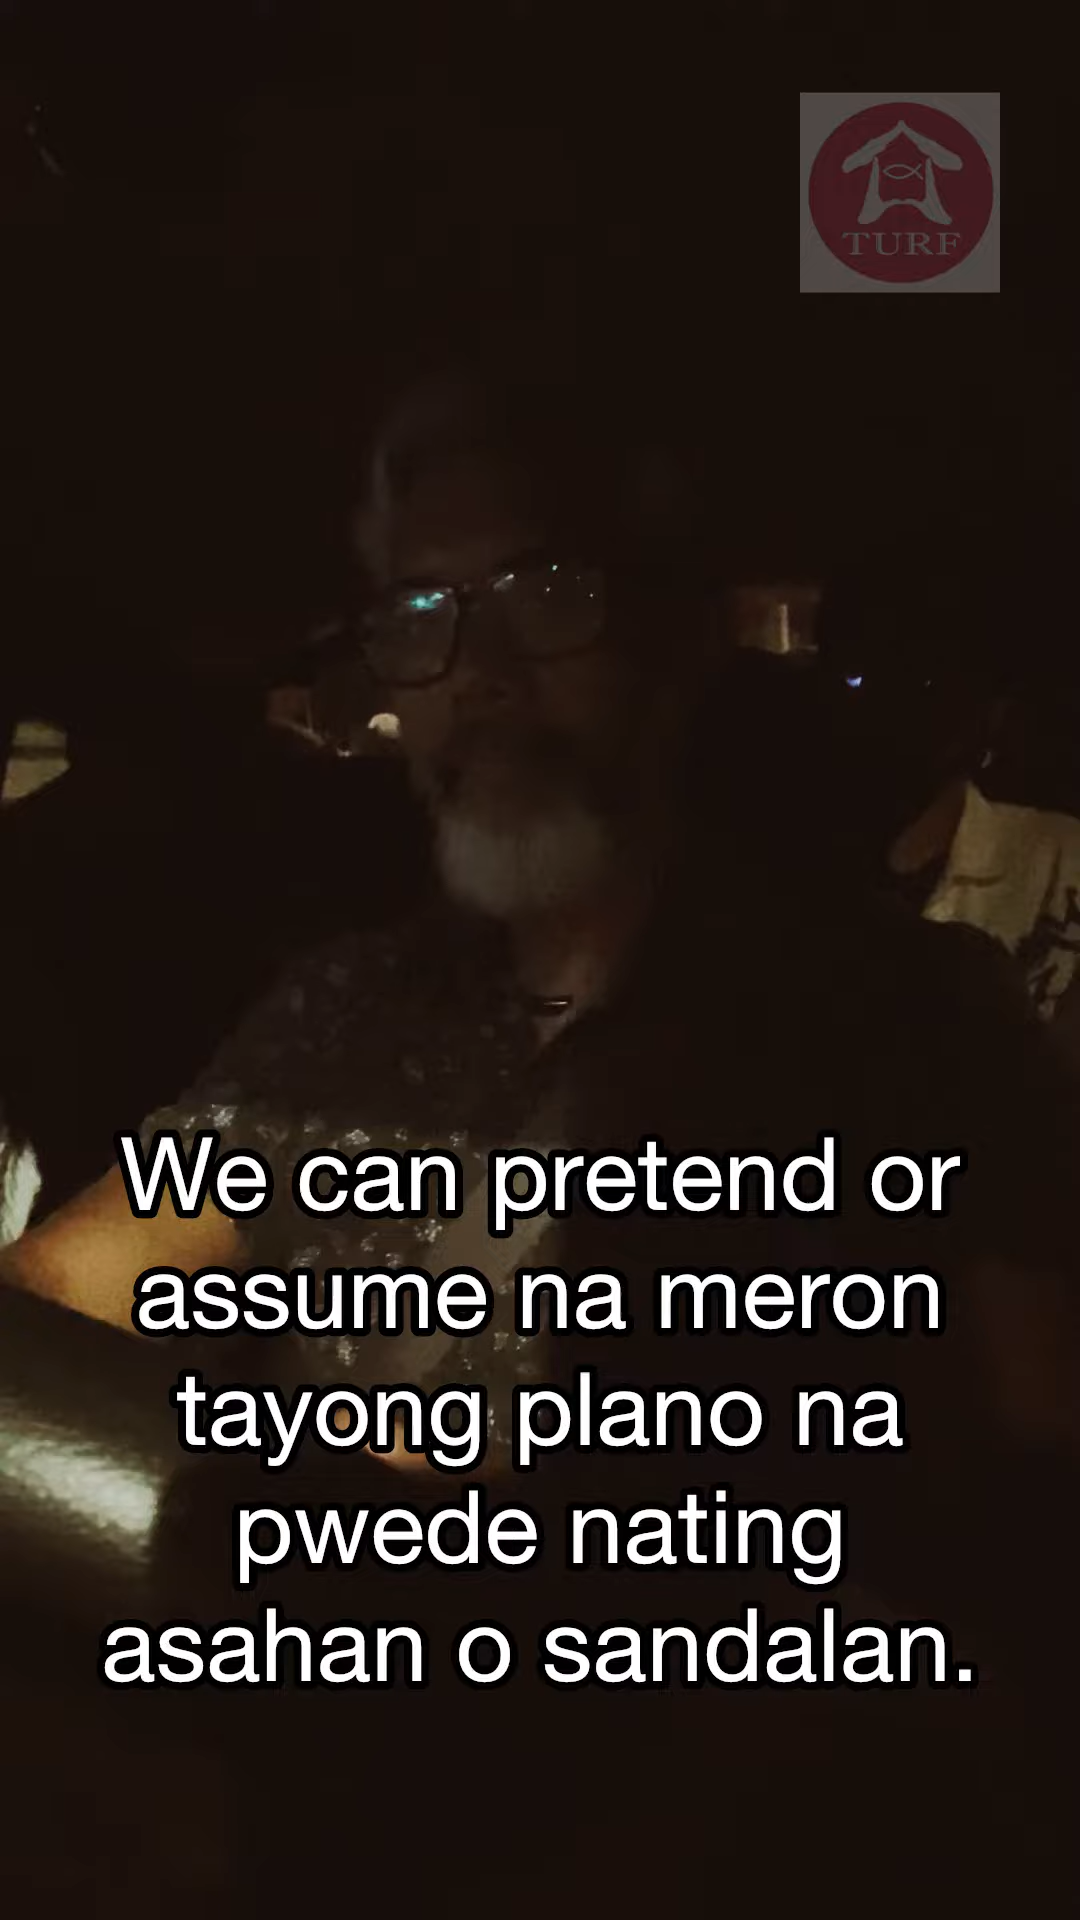 TURF
We can pretend or
assume na meron
tayong plano na
pwede nating
asahan o sandalan.